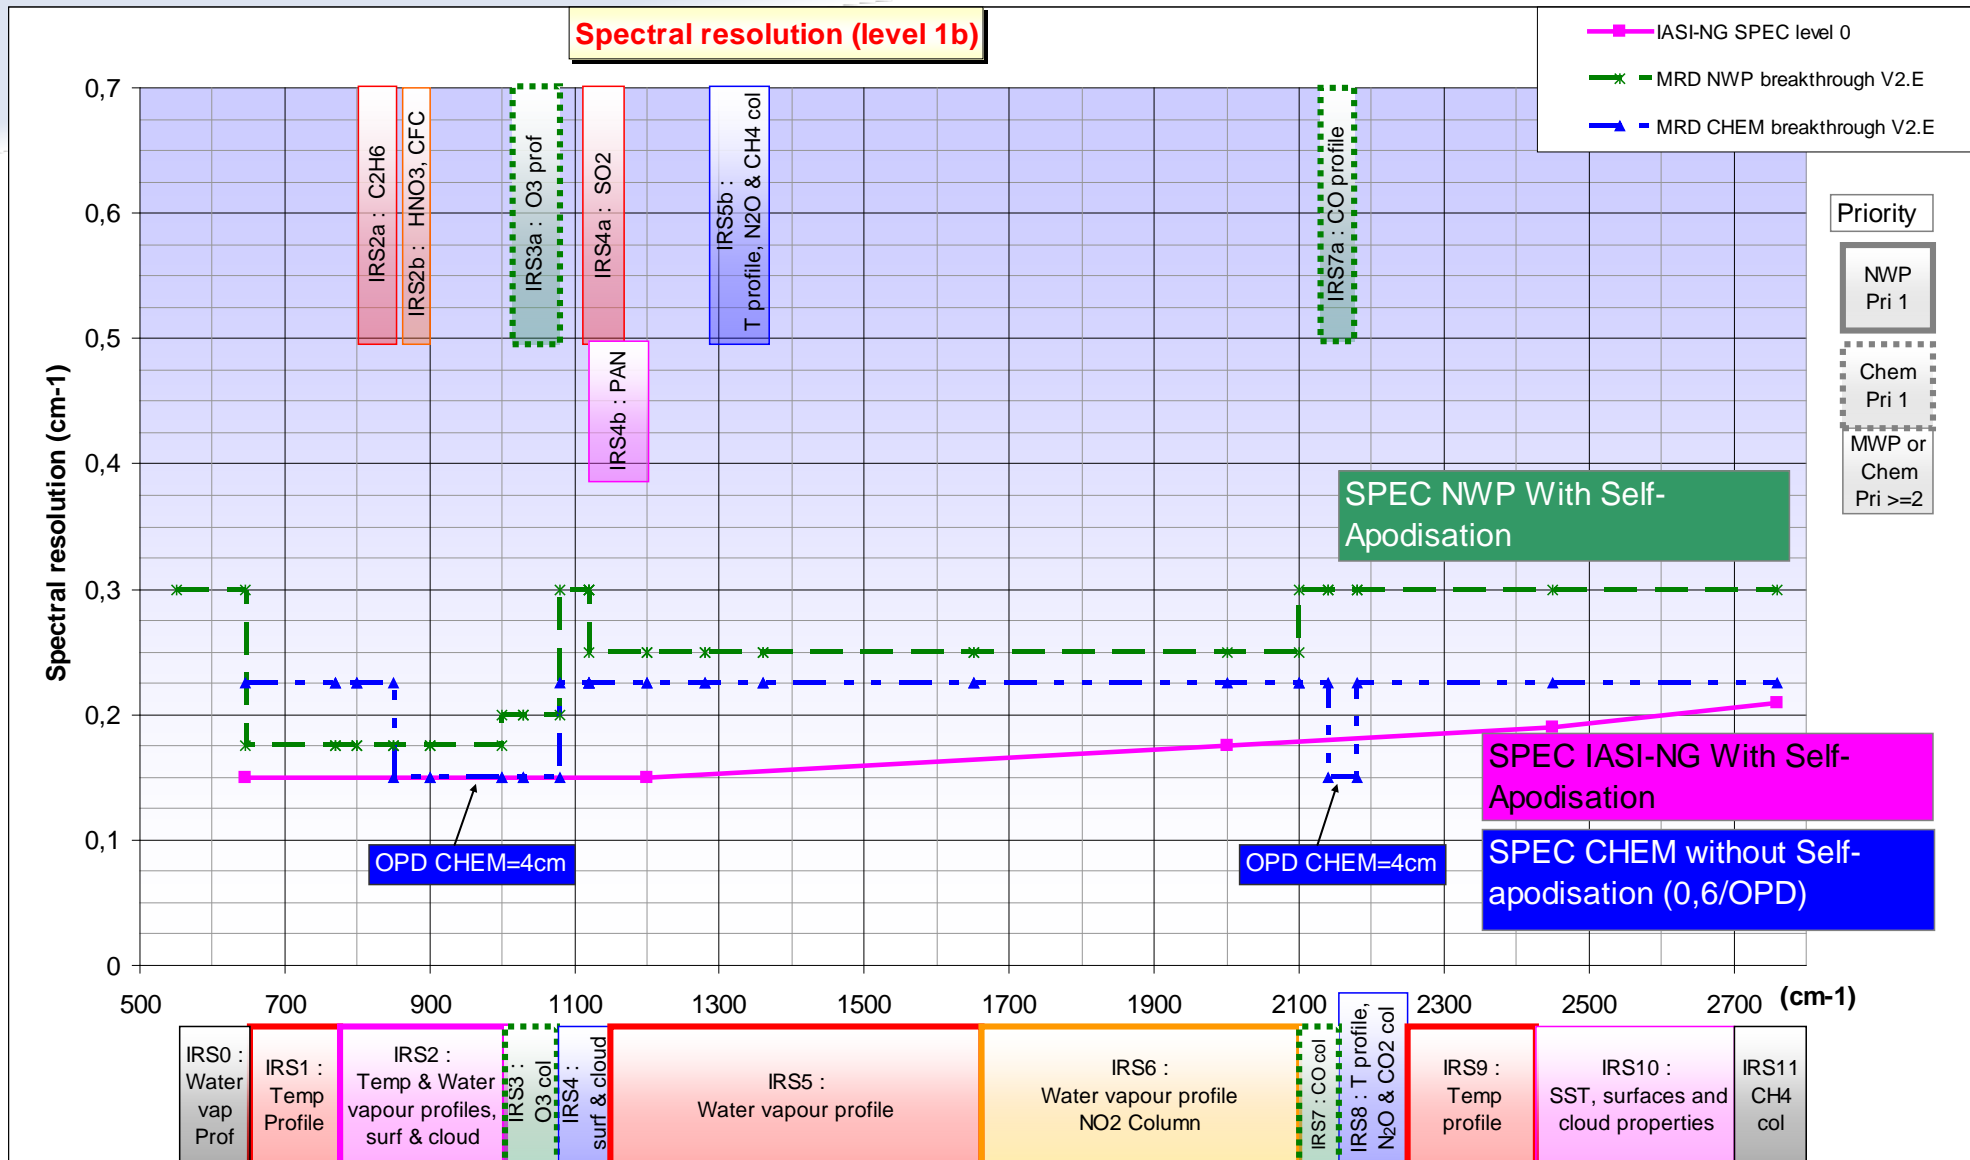 Spectral resolution (level 1b)
IASI-NG SPEC level 0
MRD NWP breakthrough V2.E
MRD CHEM breakthrough V2.E
Spectral resolution (cm-1)
0,7
0,6
0,5
0,4
0,3
0,2
0,1
0
IRS2a : C2H6
IRS2b : HNO3, CFC
IRS3a : O3 prof
IRS4a : SO2
IRS4b : PAN
IRS5b :
T profile, N2O & CH4 col
IRS7a : CO profile
Priority
NWP
Pri 1
Chem
Pri 1
MWP or
Chem
Pri >=2
SPEC NWP With Self-
Apodisation
SPEC IASI-NG With Self-
Apodisation
SPEC CHEM without Self-
apodisation (0,6/OPD)
OPD CHEM=4cm
OPD CHEM=4cm
500 700 900 1100 1300 1500 1700 1900 2100 2300 2500 2700 (cm-1)
IRS0 :
Water
vap
Prof
IRS1 :
Temp
Profile
IRS2 :
Temp & Water
vapour profiles,
surf & cloud
IRS3 :
O3 col
IRS4 :
surf & cloud
IRS5 :
Water vapour profile
IRS6 :
Water vapour profile
NO2 Column
IRS7 : CO col
IRS8 : T profile,
N2O & CO2 col
IRS9 :
Temp
profile
IRS10 :
SST, surfaces and
cloud properties
IRS11
CH4
col